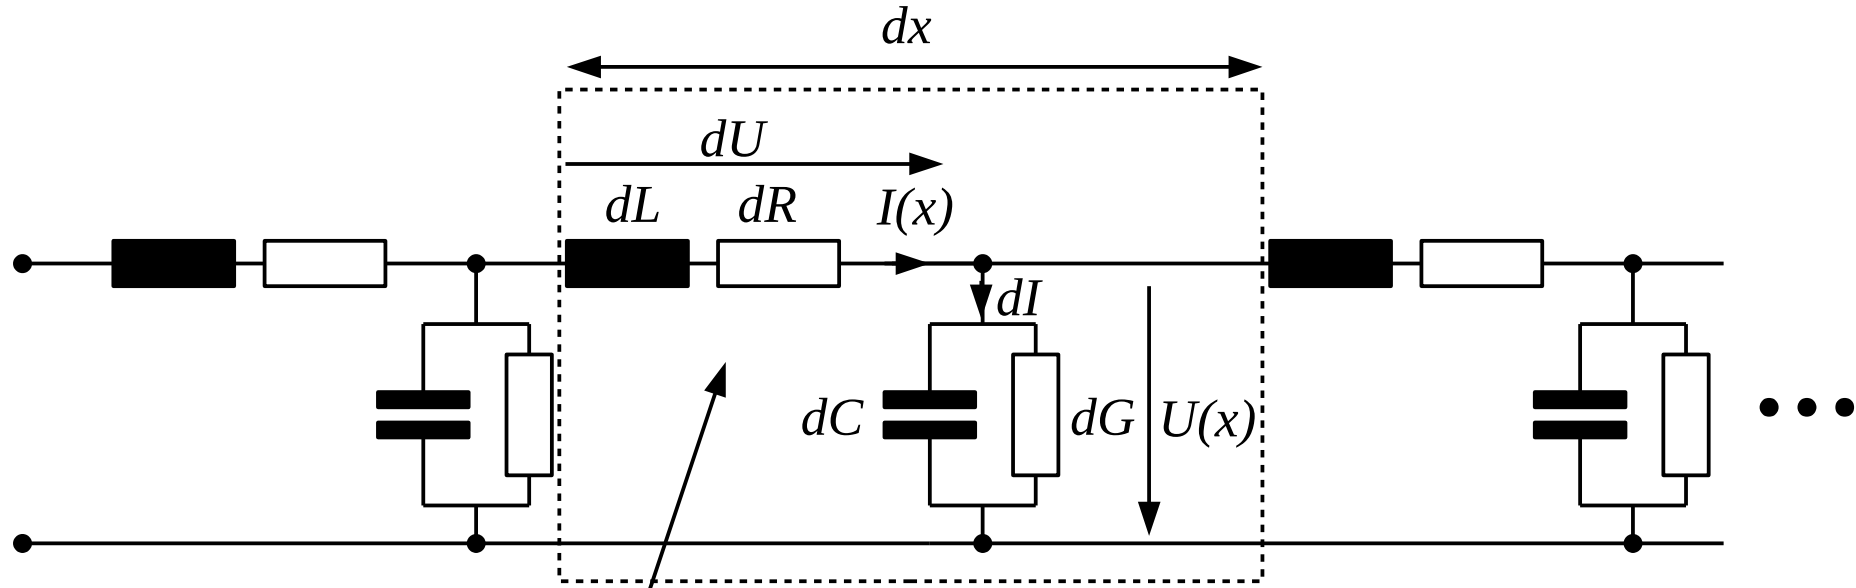 dx
dU
dL dR I(x)
dI
dC dG U(x)